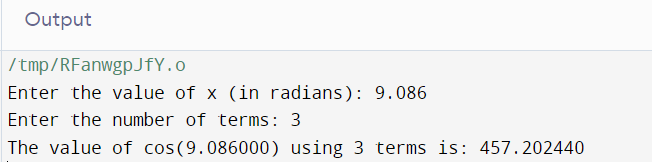 Output
/tmp/RFanwgpJfY.o
Enter the value of x (in radians): 9.086
Enter the number of terms: 3
The value of cos(9.086000) using 3 terms is: 457.202440